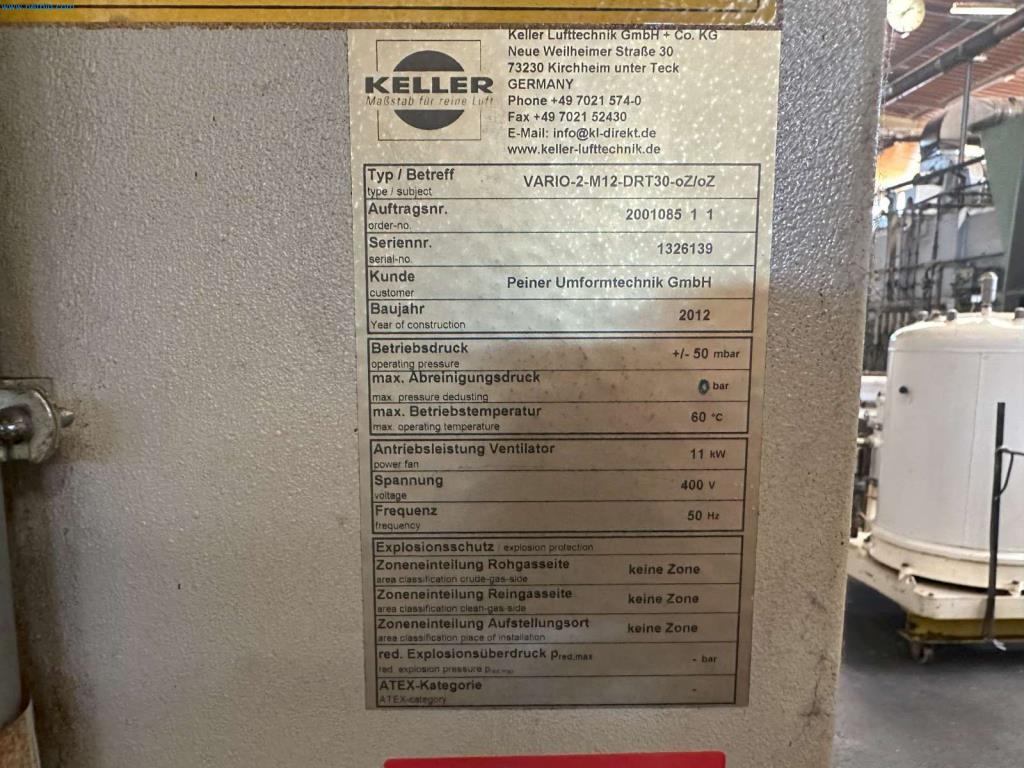 www.netbid.com
KELLER
Maßstab für reine Luft
Keller Lufttechnik GmbH + Co. KG
Neue Weilheimer Straße 30
73230 Kirchheim unter Teck
GERMANY
Phone +49 7021 574-0
Fax +49 7021 52430
E-Mail: info@kl-direkt.de
www.keller-lufttechnik.de
Typ / Betreff VARIO-2-M12-DRT30-oZ/oZ
type / subject
Auftragsnr. 2001085 1 1
order-no.
Seriennr. 1326139
serial-no.
Kunde Peiner Umformtechnik GmbH
customer
Baujahr 2012
Year of construction
Betriebsdruck +/- 50 mbar
operating pressure
max. Abreinigungsdruck bar
max. pressure dedusting
max. Betriebstemperatur 60 °C
max. operating temperature
Antriebsleistung Ventilator 11 kW
power fan
Spannung 400 V
voltage
Frequenz 50 Hz
frequency
Explosionsschutz / explosion protection
Zoneneinteilung Rohgasseite keine Zone
area classification crude-gas-side
Zoneneinteilung Reingasseite keine Zone
area classification clean-gas-side
Zoneneinteilung Aufstellungsort keine Zone
area classification place of installation
red. Explosionsüberdruck pred,max - bar
red. explosion pressure pred,max
ATEX-Kategorie -
ATEX-category